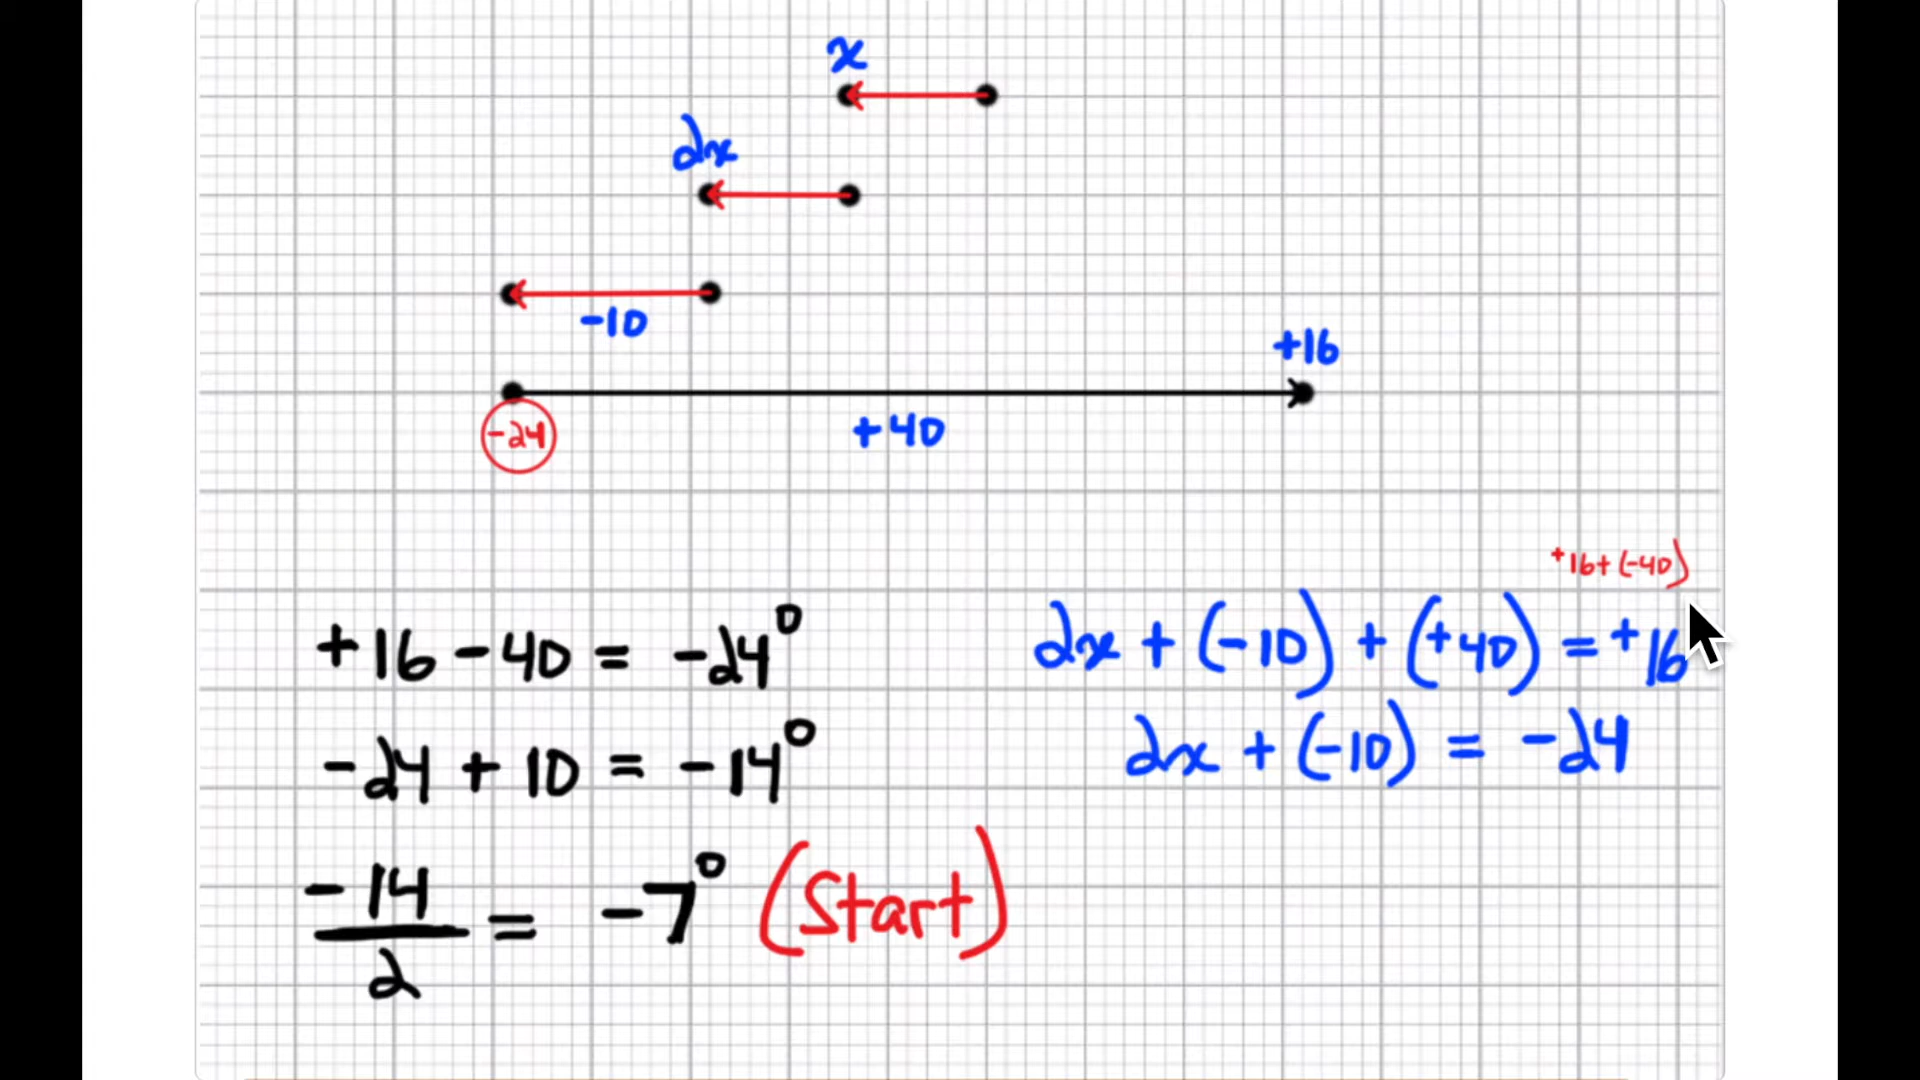 x
2x
-10
+16
+40
-24
+16+(-40)
+16-40 = -24°
2x + (-10) + (+40) = +16
-24 + 10 = -14°
2x + (-10) = -24
-14/2 = -7° (Start)